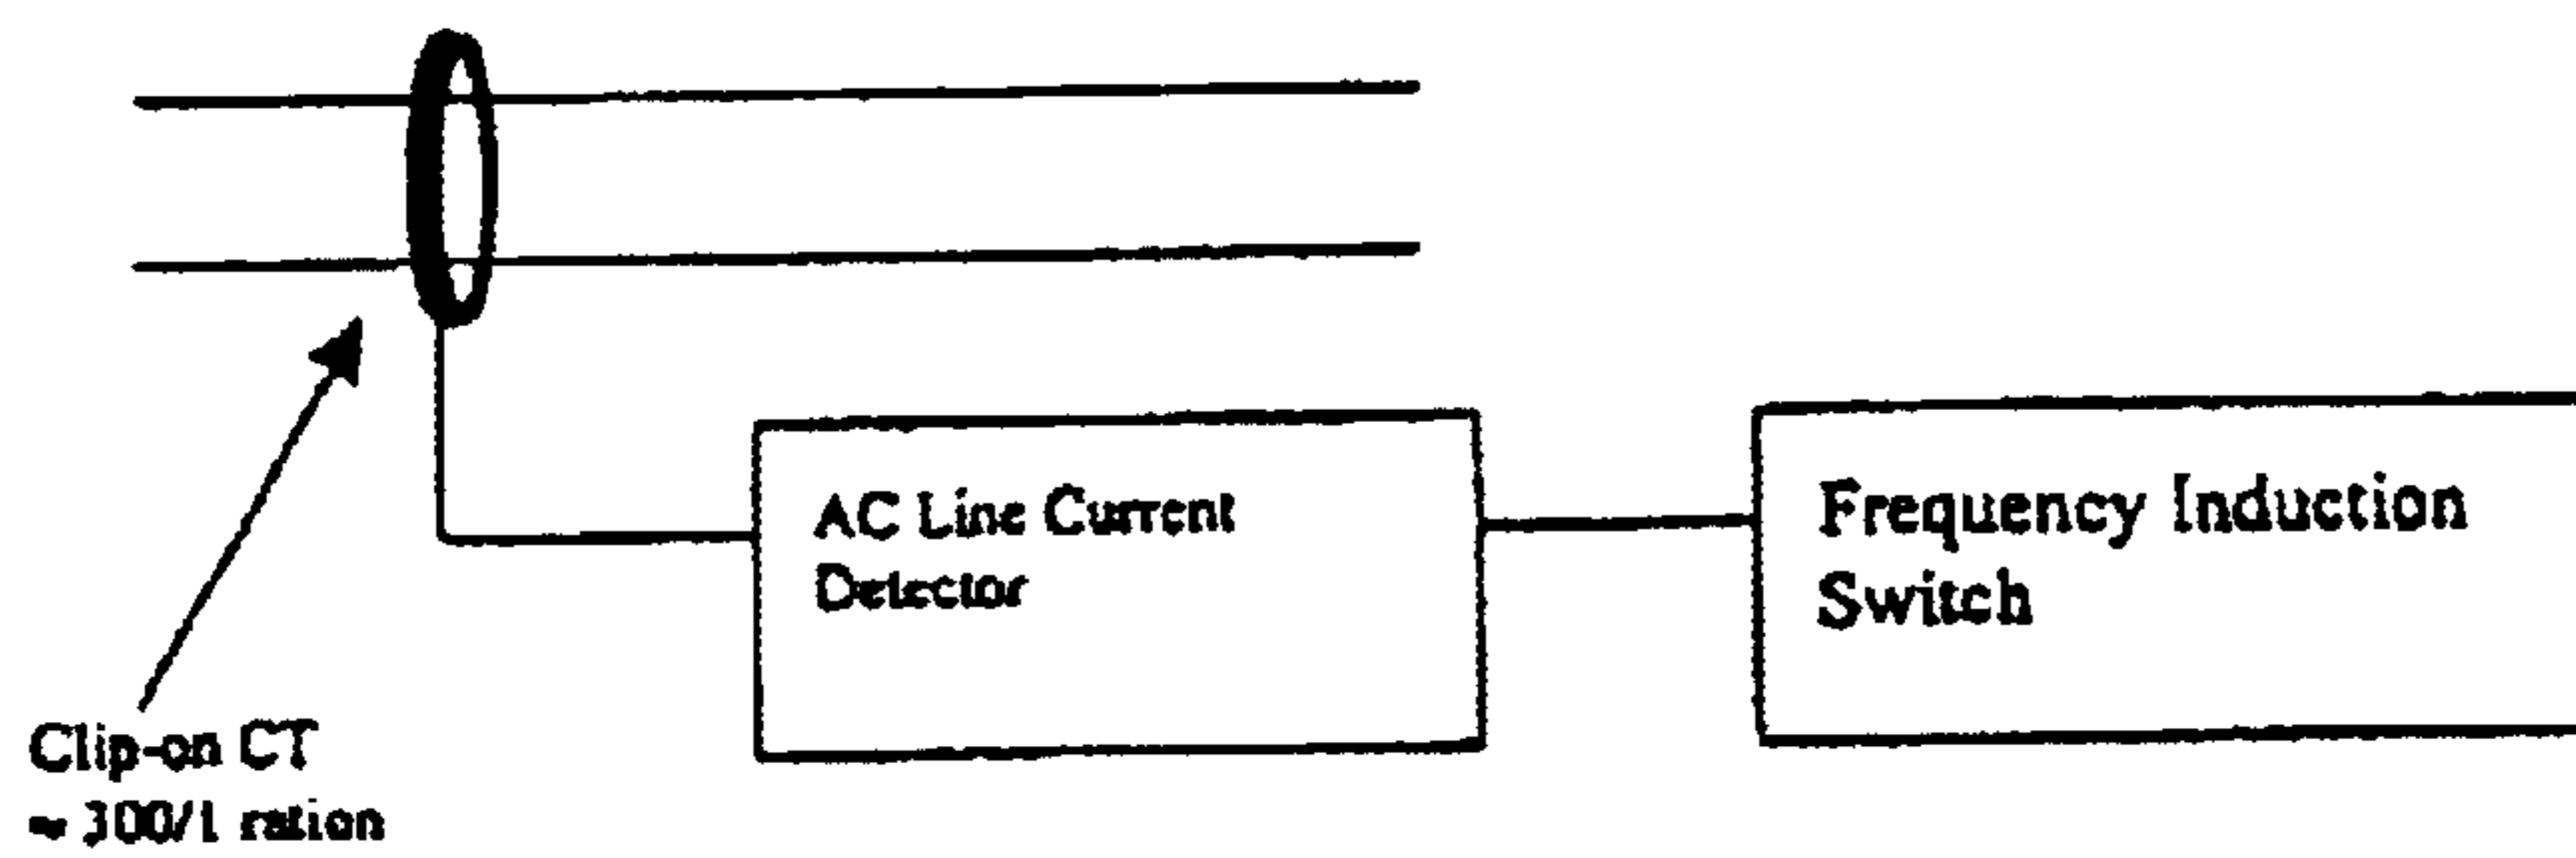 AC Line Current
Detector
Frequency Induction
Switch
Clip-on CT
≈ 300/1 ration